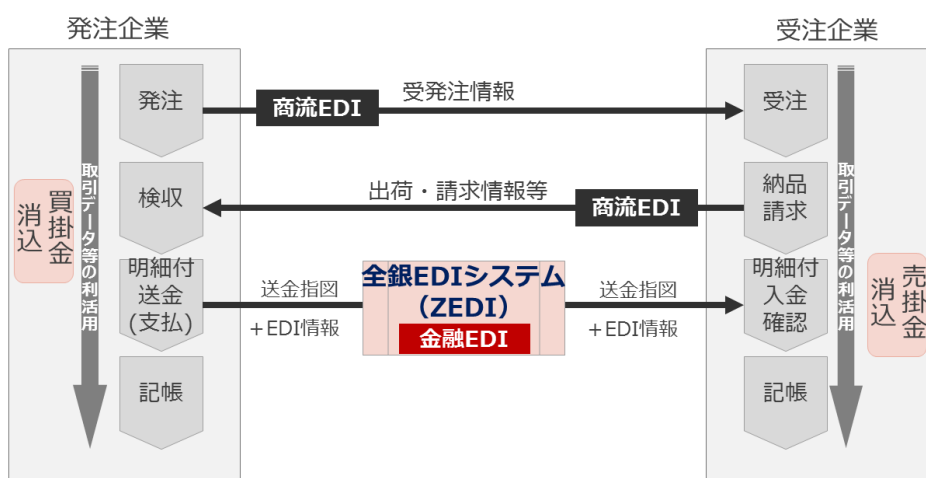 発注企業
受注企業
発注
商流EDI
受発注情報
受注
取引データ等の利活用
買掛金
消込
検収
出荷・請求情報等
商流EDI
納品
請求
取引データ等の利活用
売掛金
消込
明細付
送金
(支払)
送金指図
+EDI情報
全銀EDIシステム
(ZEDI)
金融EDI
送金指図
+EDI情報
明細付
入金
確認
記帳
記帳